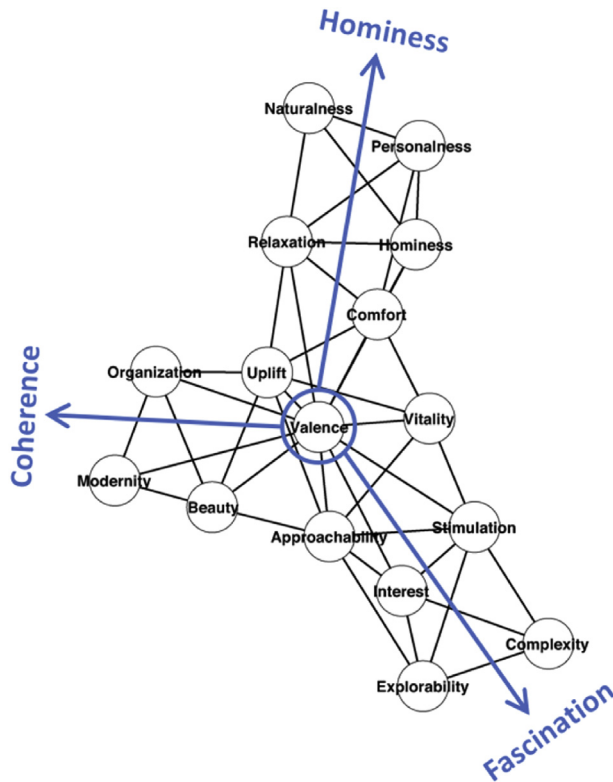 Hominess
Naturalness
Personalness
Relaxation
Hominess
Comfort
Coherence
Organization
Uplift
Vitality
Valence
Modernity
Beauty
Approachability
Stimulation
Interest
Complexity
Explorability
Fascination